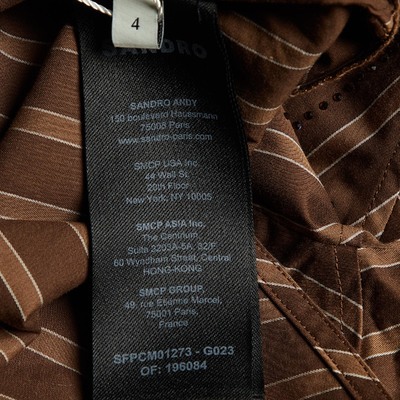 4
SANDRO
SANDRO ANDY
150 boulevard Haussmann
75008 Paris
www.sandro-paris.com
SMCP USA Inc.
44 Wall St.
20th Floor
New York, NY 10005
SMCP ASIA Inc,
The Centrium,
Suite 3203A-5A, 32/F
60 Wyndham Street, Central
HONG-KONG
SMCP GROUP,
49, rue Etienne Marcel,
75001 Paris,
France
SFPCM01273 - G023
OF: 196084